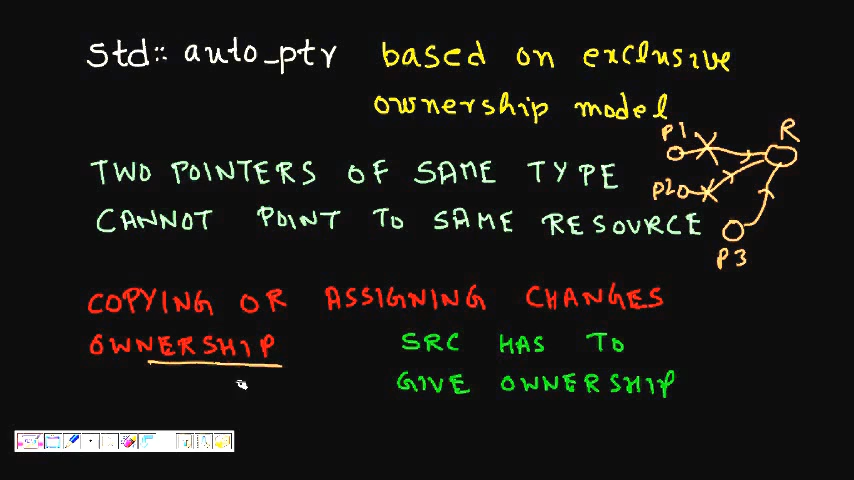 std:: auto_ptr based on exclusive
ownership model
P1
R
TWO POINTERS OF SAME TYPE
P2
CANNOT POINT TO SAME RESOURCE
P3
COPYING OR ASSIGNING CHANGES
OWNERSHIP SRC HAS TO
GIVE OWNERSHIP